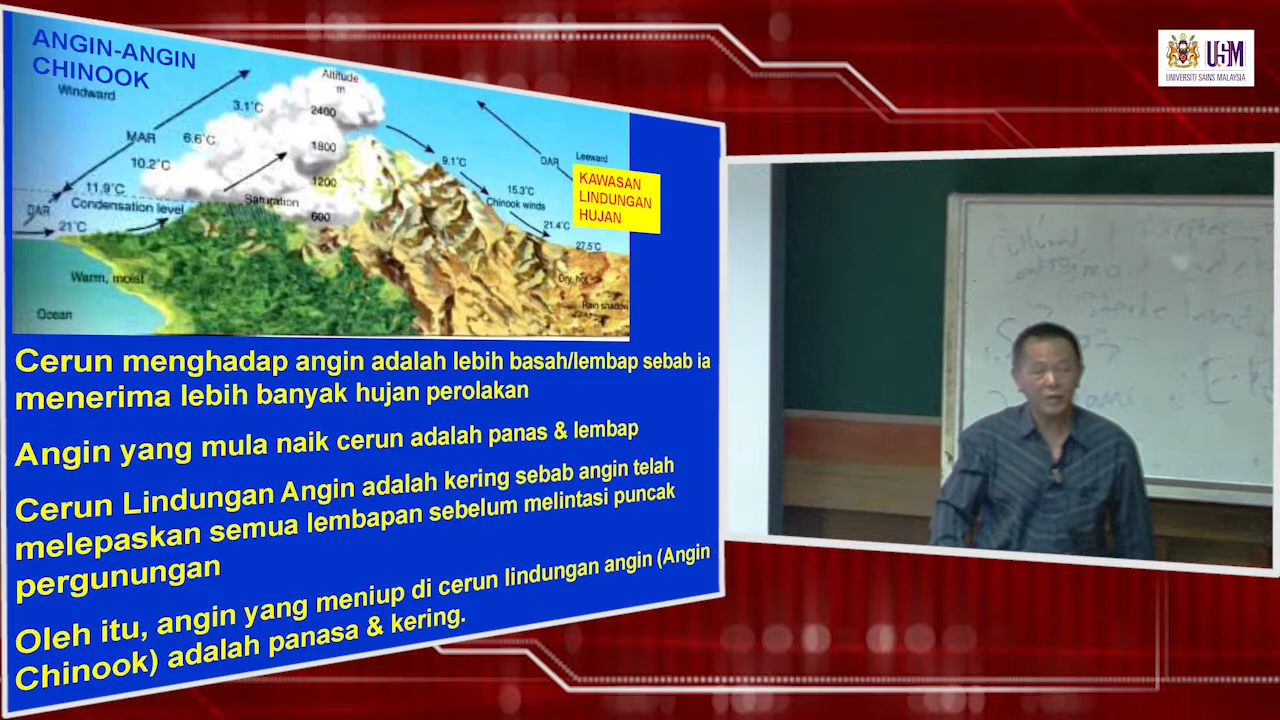 ANGIN-ANGIN
CHINOOK
Windward
Altitude
m
3.1°C
2400
MAR
6.6°C
1800
10.2°C
9.1°C
DAR
Leeward
KAWASAN
LINDUNGAN
HUJAN
11.9°C
1200
15.3°C
Condensation level
Saturation
Chinook winds
DAR
600
21°C
21.4°C
27.5°C
Warm, moist
Dry, hot
Rain shadow
Ocean
Cerun menghadap angin adalah lebih basah/lembap sebab ia
menerima lebih banyak hujan perolakan
Angin yang mula naik cerun adalah panas & lembap
Cerun Lindungan Angin adalah kering sebab angin telah
melepaskan semua lembapan sebelum melintasi puncak
pergunungan
Oleh itu, angin yang meniup di cerun lindungan angin (Angin
Chinook) adalah panasa & kering.
USM
UNIVERSITI SAINS MALAYSIA